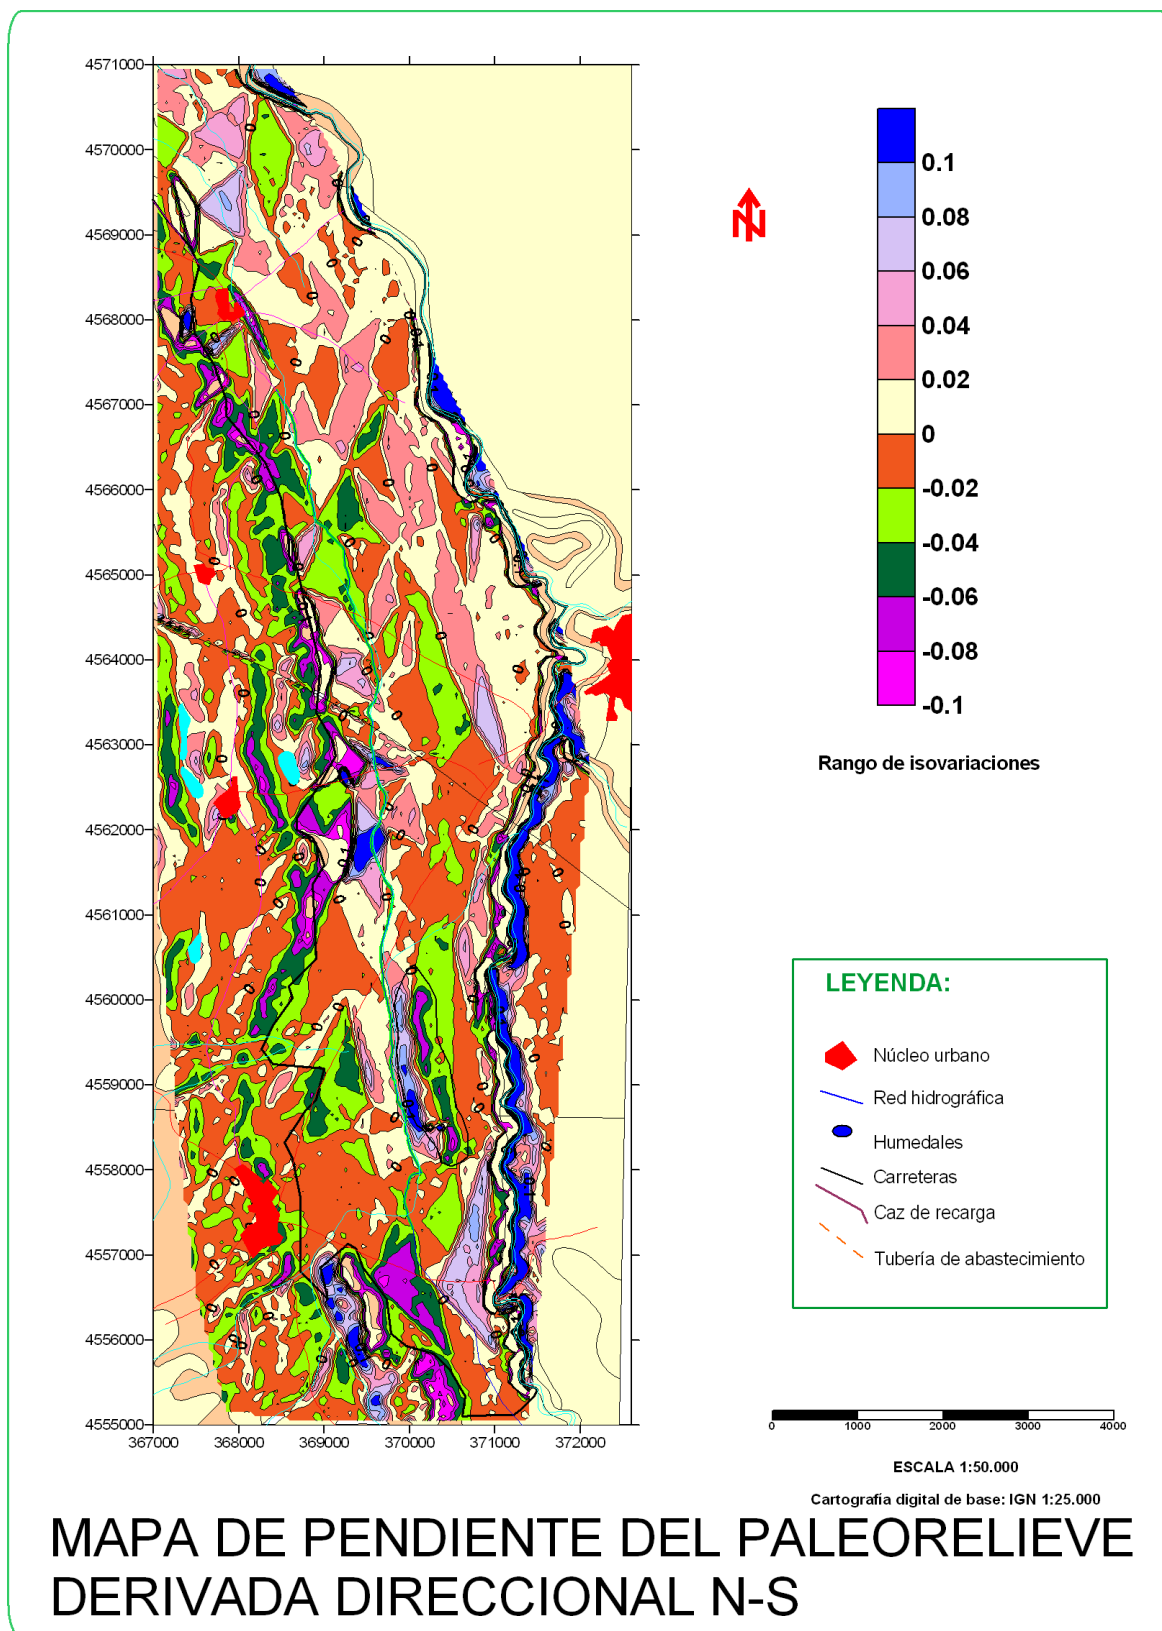 4571000
4570000
4569000
4568000
4567000
4566000
4565000
4564000
4563000
4562000
4561000
4560000
4559000
4558000
4557000
4556000
4555000
367000 368000 369000 370000 371000 372000
N
0.1
0.08
0.06
0.04
0.02
0
-0.02
-0.04
-0.06
-0.08
-0.1
Rango de isovariaciones
LEYENDA:
Núcleo urbano
Red hidrográfica
Humedales
Carreteras
Caz de recarga
Tubería de abastecimiento
0 1000 2000 3000 4000
ESCALA 1:50.000
Cartografía digital de base: IGN 1:25.000
MAPA DE PENDIENTE DEL PALEORELIEVE
DERIVADA DIRECCIONAL N-S